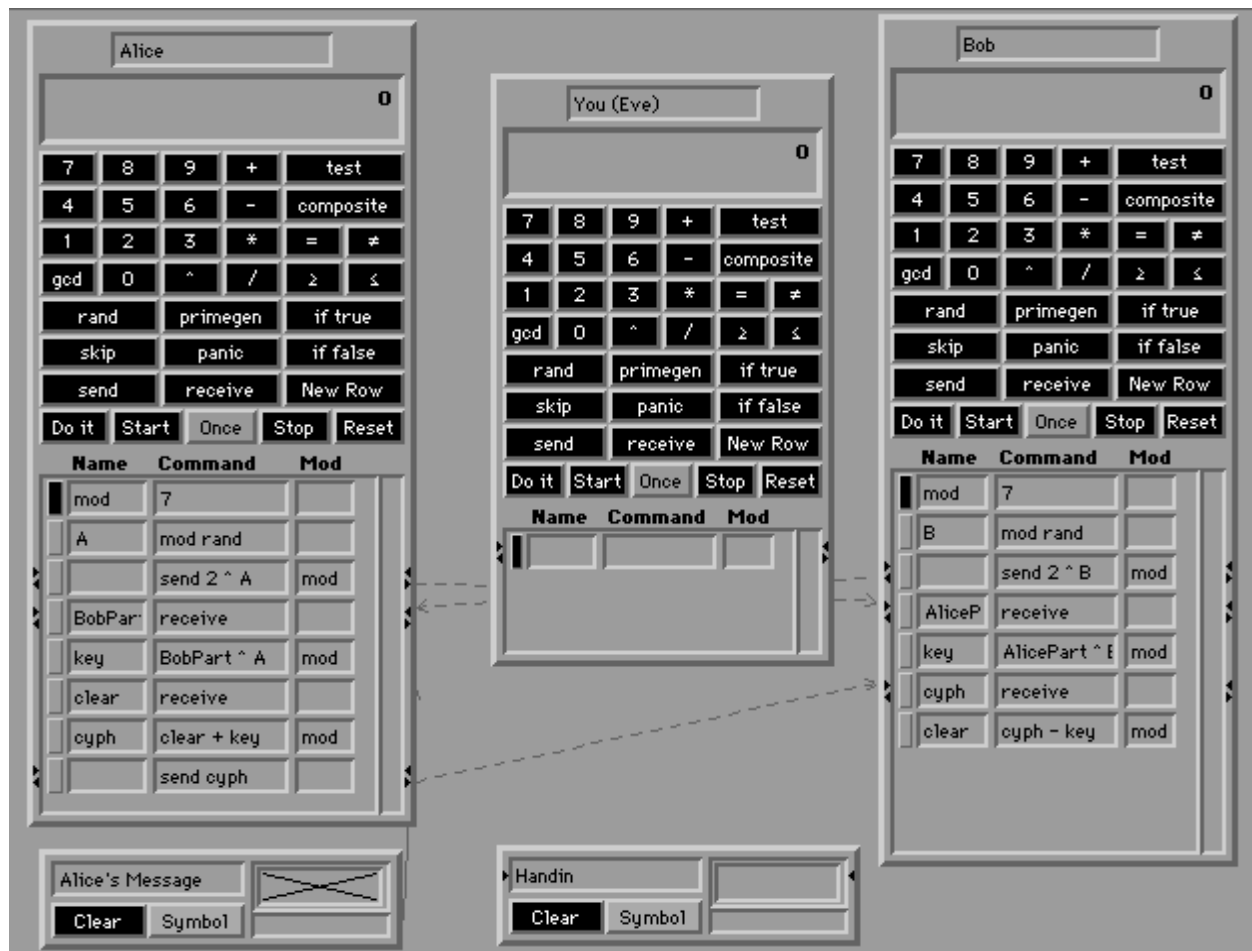 Alice
0
7 8 9 + test
4 5 6 - composite
1 2 3 * = ≠
gcd 0 ^ / ≥ ≤
rand primegen if true
skip panic if false
send receive New Row
Do it Start Once Stop Reset
Name Command Mod
mod 7
A mod rand
send 2 ^ A mod
BobPar
receive
key BobPart ^ A mod
clear receive
cyph clear + key mod
send cyph
Alice's Message
Clear Symbol
You (Eve)
0
7 8 9 + test
4 5 6 - composite
1 2 3 * = ≠
gcd 0 ^ / ≥ ≤
rand primegen if true
skip panic if false
send receive New Row
Do it Start Once Stop Reset
Name Command Mod
Handin
Clear Symbol
Bob
0
7 8 9 + test
4 5 6 - composite
1 2 3 * = ≠
gcd 0 ^ / ≥ ≤
rand primegen if true
skip panic if false
send receive New Row
Do it Start Once Stop Reset
Name Command Mod
mod 7
B mod rand
send 2 ^ B mod
AliceP receive
key AlicePart ^ mod
cyph receive
clear cyph - key mod